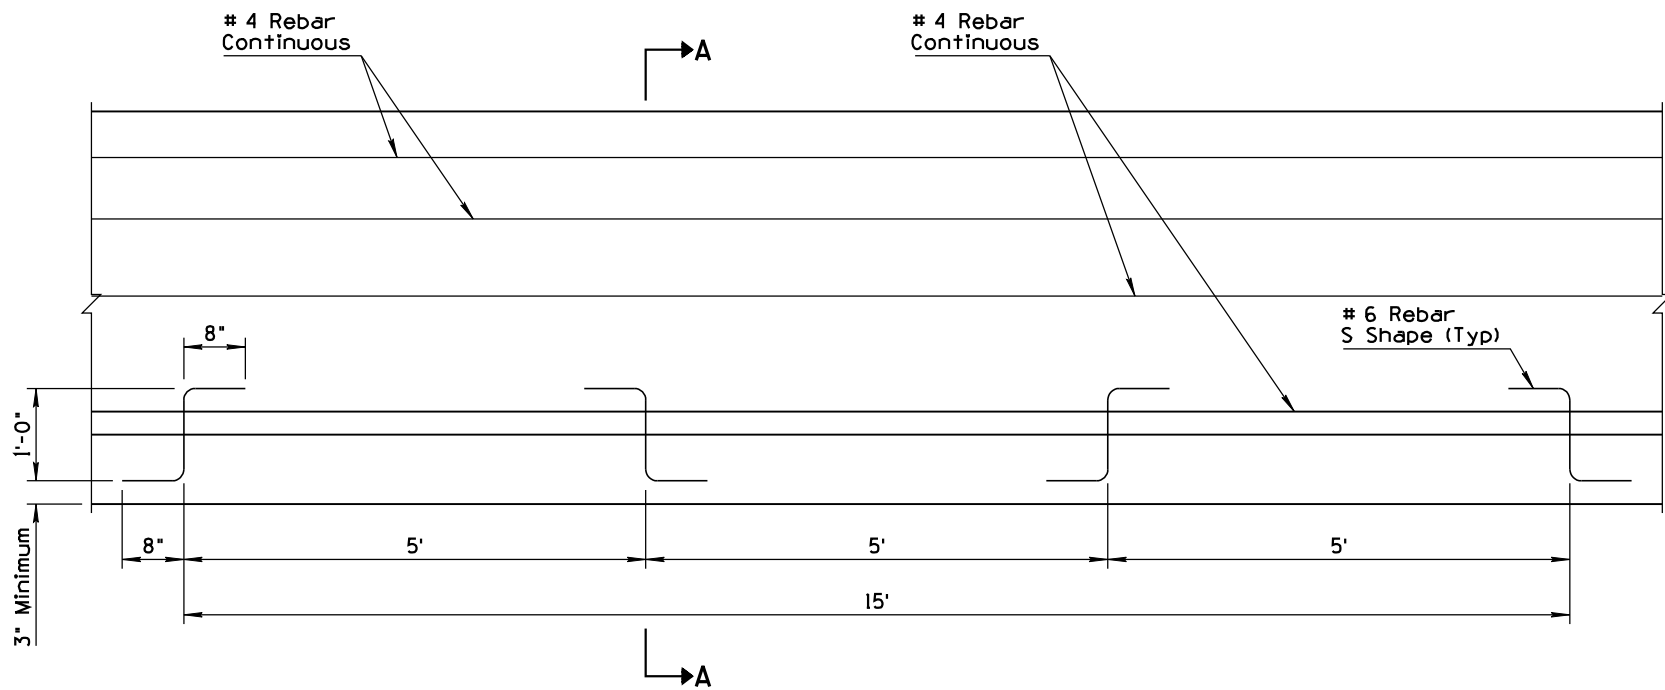 # 4 Rebar
Continuous
# 4 Rebar
Continuous
A
# 6 Rebar
S Shape (Typ)
8"
1'-0"
3" Minimum
8"
5'
5'
5'
15'
A